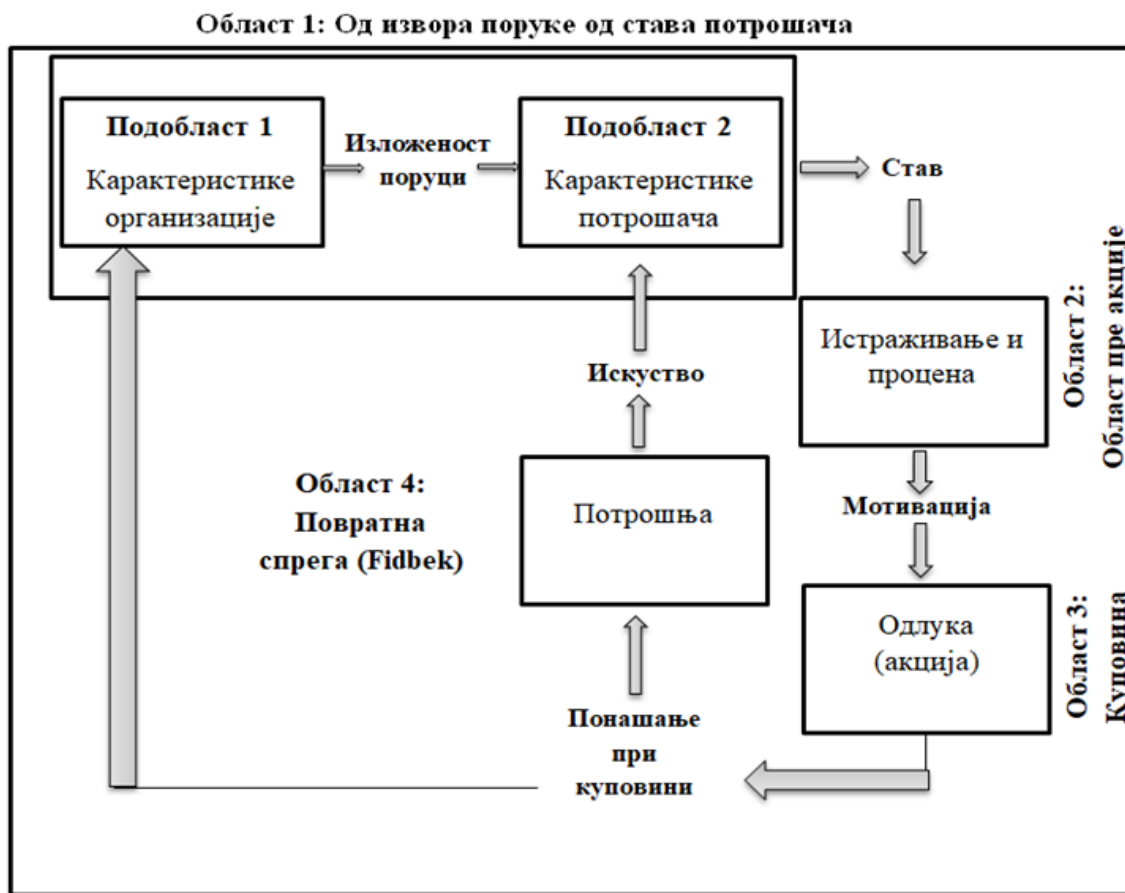 Област 1: Од извора поруке од става потрошача
Подобласт 1
Карактеристике
организације
Изложеност
поруци
Подобласт 2
Карактеристике
потрошача
Став
Истраживање и
процена
Област 2:
Област пре акције
Мотивација
Одлука
(акција)
Област 3:
Куповина
Понашање
при
куповини
Потрошња
Искуство
Област 4:
Повратна
спрега (Fidbek)